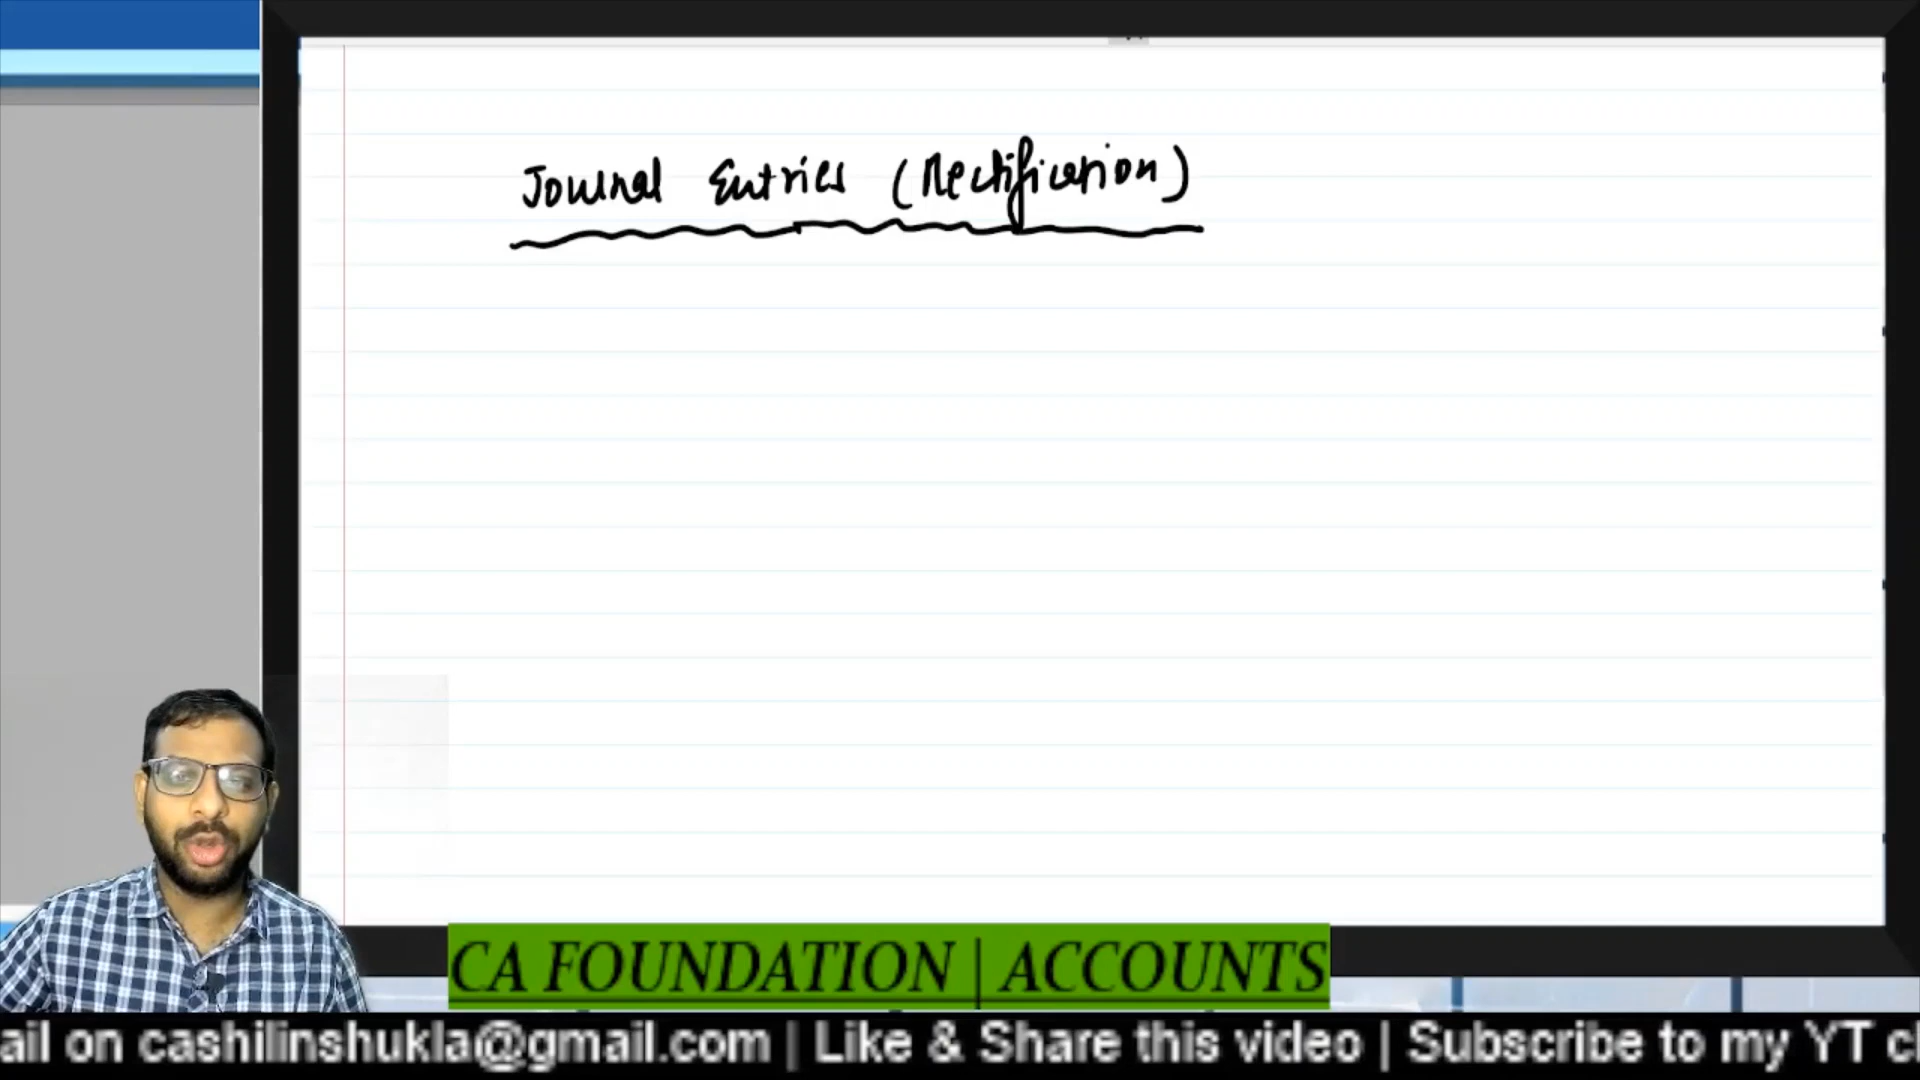 Journal Entries (Rectification)
CA FOUNDATION | ACCOUNTS
ail on cashilinshukla@gmail.com | Like & Share this video | Subscribe to my YT cl